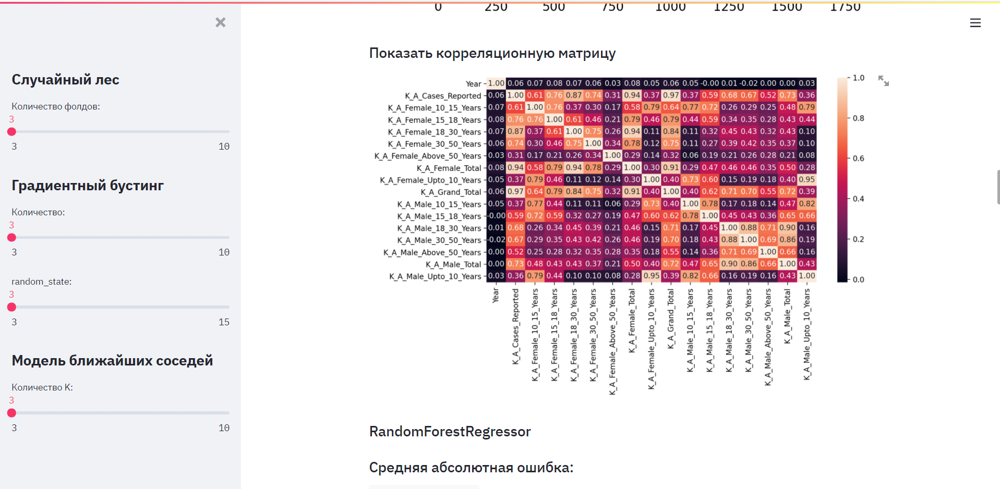 0 250 500 750 1000 1250 1500 1750
Случайный лес
Количество фолдов:
3
3 10
Градиентный бустинг
Количество:
3
3 10
random_state:
3
3 15
Модель ближайших соседей
Количество K:
3
3 10
Показать корреляционную матрицу
Year 1.00 0.06 0.07 0.08 0.07 0.06 0.03 0.08 0.05 0.06 0.05 -0.00 0.01 -0.02 0.00 0.00 0.03
K_A_Cases_Reported 0.06 1.00 0.61 0.76 0.87 0.74 0.31 0.94 0.37 0.97 0.37 0.59 0.68 0.67 0.52 0.73 0.36
K_A_Female_10_15_Years 0.07 0.61 1.00 0.76 0.37 0.30 0.17 0.58 0.79 0.64 0.77 0.72 0.26 0.29 0.25 0.48 0.79
K_A_Female_15_18_Years 0.08 0.76 0.76 1.00 0.61 0.46 0.21 0.79 0.46 0.79 0.44 0.59 0.34 0.35 0.28 0.43 0.44
K_A_Female_18_30_Years 0.07 0.87 0.37 0.61 1.00 0.75 0.26 0.94 0.11 0.84 0.11 0.32 0.45 0.43 0.32 0.43 0.10
K_A_Female_30_50_Years 0.06 0.74 0.30 0.46 0.75 1.00 0.34 0.78 0.12 0.75 0.11 0.27 0.39 0.42 0.35 0.37 0.10
K_A_Female_Above_50_Years 0.03 0.31 0.17 0.21 0.26 0.34 1.00 0.29 0.14 0.32 0.06 0.19 0.21 0.26 0.28 0.21 0.08
K_A_Female_Total 0.08 0.94 0.58 0.79 0.94 0.78 0.29 1.00 0.30 0.91 0.29 0.47 0.46 0.46 0.35 0.50 0.28
K_A_Female_Upto_10_Years 0.05 0.37 0.79 0.46 0.11 0.12 0.14 0.30 1.00 0.40 0.73 0.60 0.15 0.19 0.18 0.40 0.95
K_A_Grand_Total 0.06 0.97 0.64 0.79 0.84 0.75 0.32 0.91 0.40 1.00 0.40 0.62 0.71 0.70 0.55 0.72 0.39
K_A_Male_10_15_Years 0.05 0.37 0.77 0.44 0.11 0.11 0.06 0.29 0.73 0.40 1.00 0.78 0.17 0.18 0.14 0.47 0.82
K_A_Male_15_18_Years -0.00 0.59 0.72 0.59 0.32 0.27 0.19 0.47 0.60 0.62 0.78 1.00 0.45 0.43 0.36 0.65 0.66
K_A_Male_18_30_Years 0.01 0.68 0.26 0.34 0.45 0.39 0.21 0.46 0.15 0.71 0.17 0.45 1.00 0.88 0.71 0.90 0.16
K_A_Male_30_50_Years -0.02 0.67 0.29 0.35 0.43 0.42 0.26 0.46 0.19 0.70 0.18 0.43 0.88 1.00 0.69 0.86 0.19
K_A_Male_Above_50_Years 0.00 0.52 0.25 0.28 0.32 0.35 0.28 0.35 0.18 0.55 0.14 0.36 0.71 0.69 1.00 0.66 0.16
K_A_Male_Total 0.00 0.73 0.48 0.43 0.43 0.37 0.21 0.50 0.40 0.72 0.47 0.65 0.90 0.86 0.66 1.00 0.43
K_A_Male_Upto_10_Years 0.03 0.36 0.79 0.44 0.10 0.10 0.08 0.28 0.95 0.39 0.82 0.66 0.16 0.19 0.16 0.43 1.00
Year
K_A_Cases_Reported
K_A_Female_10_15_Years
K_A_Female_15_18_Years
K_A_Female_18_30_Years
K_A_Female_30_50_Years
K_A_Female_Above_50_Years
K_A_Female_Total
K_A_Female_Upto_10_Years
K_A_Grand_Total
K_A_Male_10_15_Years
K_A_Male_15_18_Years
K_A_Male_18_30_Years
K_A_Male_30_50_Years
K_A_Male_Above_50_Years
K_A_Male_Total
K_A_Male_Upto_10_Years
1.0
0.8
0.6
0.4
0.2
0.0
RandomForestRegressor
Средняя абсолютная ошибка: